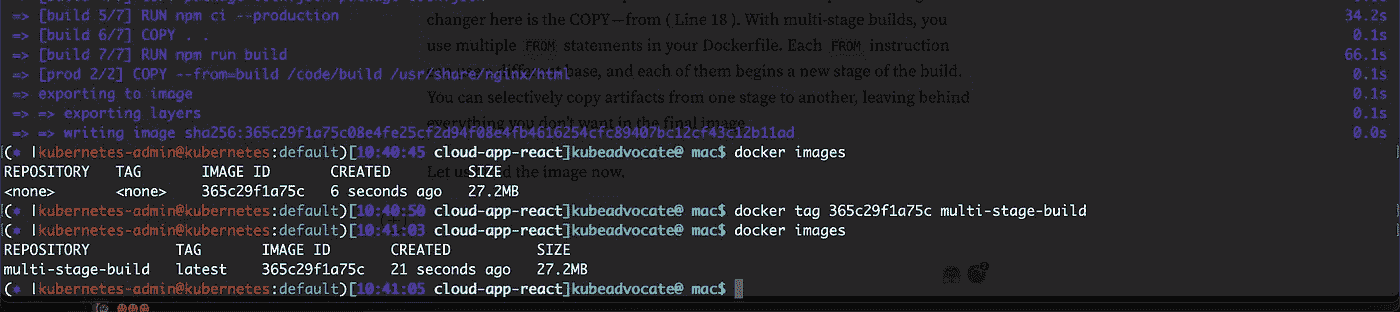 => [build 5/7] RUN npm ci --production 34.2s
=> [build 6/7] COPY . . 0.1s
=> [build 7/7] RUN npm run build 66.1s
=> [prod 2/2] COPY --from=build /code/build /usr/share/nginx/html 0.1s
=> exporting to image 0.1s
=> => exporting layers 0.1s
=> => writing image sha256:365c29f1a75c08e4fe25cf2d94f08e4fb4616254cfc89407bc12cf43c12b11ad 0.0s
changer here is the COPY—from ( Line 18 ). With multi-stage builds, you
use multiple FROM statements in your Dockerfile. Each FROM instruction
base, and each of them begins a new stage of the build.
You can selectively copy artifacts from one stage to another, leaving behind
everything you don't want in the final image
(* |kubernetes-admin@kubernetes:default)[10:40:45 cloud-app-react]kubeadvocate@ mac$ docker images
REPOSITORY TAG IMAGE ID CREATED SIZE
Let us the image now.
<none> <none> 365c29f1a75c 6 seconds ago 27.2MB
(* |kubernetes-admin@kubernetes:default)[10:40:50 cloud-app-react]kubeadvocate@ mac$ docker tag 365c29f1a75c multi-stage-build
(* |kubernetes-admin@kubernetes:default)[10:41:03 cloud-app-react]kubeadvocate@ mac$ docker images
REPOSITORY TAG IMAGE ID CREATED SIZE
multi-stage-build latest 365c29f1a75c 21 seconds ago 27.2MB
(* |kubernetes-admin@kubernetes:default)[10:41:05 cloud-app-react]kubeadvocate@ mac$